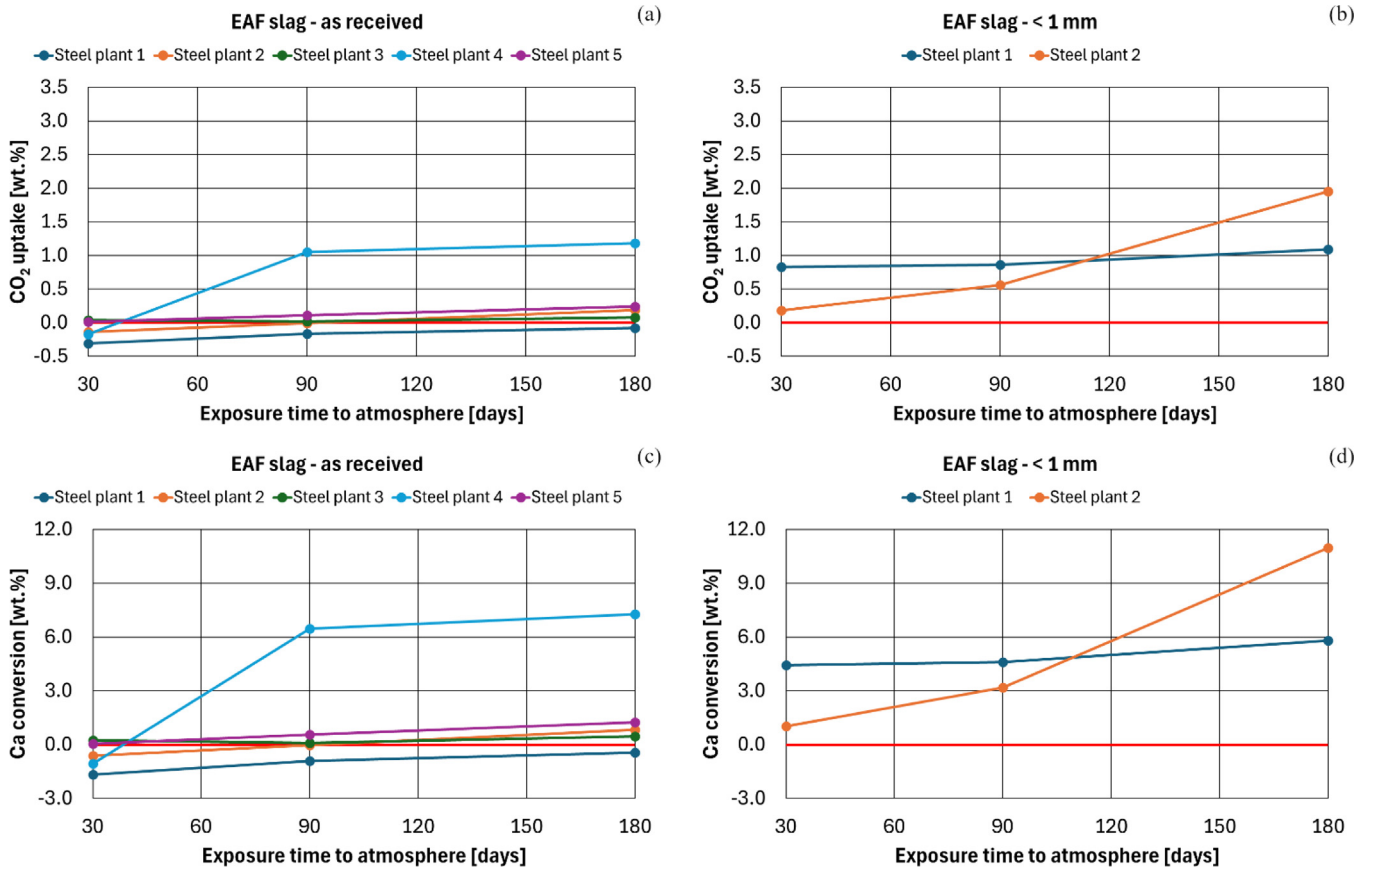 EAF slag - as received
(a)
Steel plant 1 Steel plant 2 Steel plant 3 Steel plant 4 Steel plant 5
CO2 uptake [wt.%]
3.5
3.0
2.5
2.0
1.5
1.0
0.5
0.0
-0.5
30 60 90 120 150 180
Exposure time to atmosphere [days]
EAF slag - < 1 mm
(b)
Steel plant 1 Steel plant 2
CO2 uptake [wt.%]
3.5
3.0
2.5
2.0
1.5
1.0
0.5
0.0
-0.5
30 60 90 120 150 180
Exposure time to atmosphere [days]
EAF slag - as received
(c)
Steel plant 1 Steel plant 2 Steel plant 3 Steel plant 4 Steel plant 5
Ca conversion [wt.%]
12.0
9.0
6.0
3.0
0.0
-3.0
30 60 90 120 150 180
Exposure time to atmosphere [days]
EAF slag - < 1 mm
(d)
Steel plant 1 Steel plant 2
Ca conversion [wt.%]
12.0
9.0
6.0
3.0
0.0
-3.0
30 60 90 120 150 180
Exposure time to atmosphere [days]